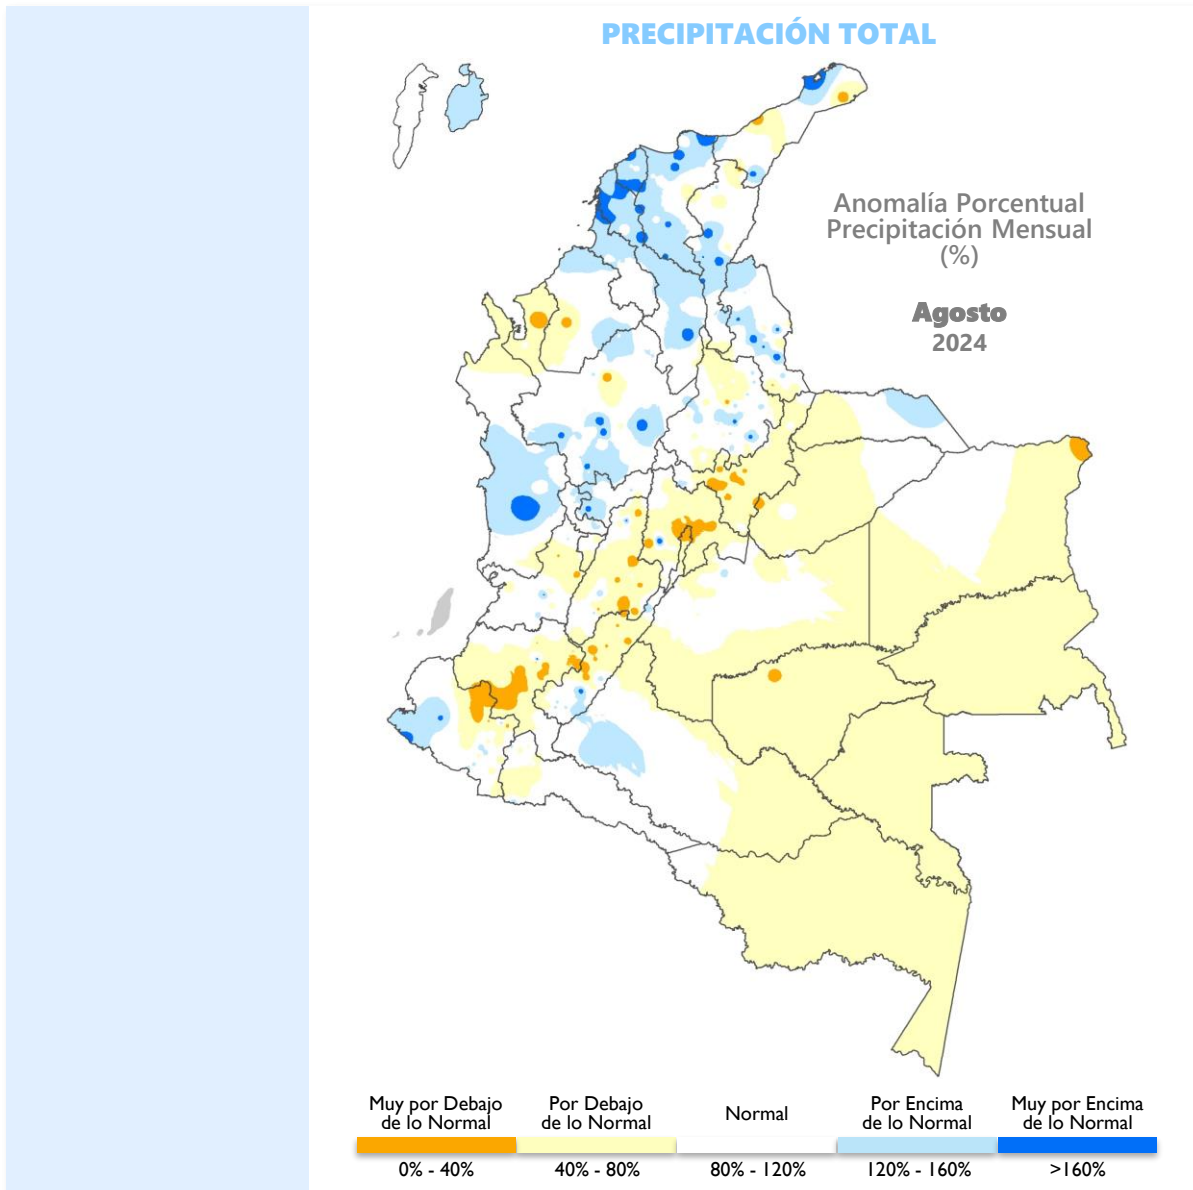 PRECIPITACIÓN TOTAL
Anomalía Porcentual
Precipitación Mensual
(%)
Agosto
2024
Muy por Debajo
de lo Normal
Por Debajo
de lo Normal
Normal
Por Encima
de lo Normal
Muy por Encima
de lo Normal
0% - 40%
40% - 80%
80% - 120%
120% - 160%
>160%